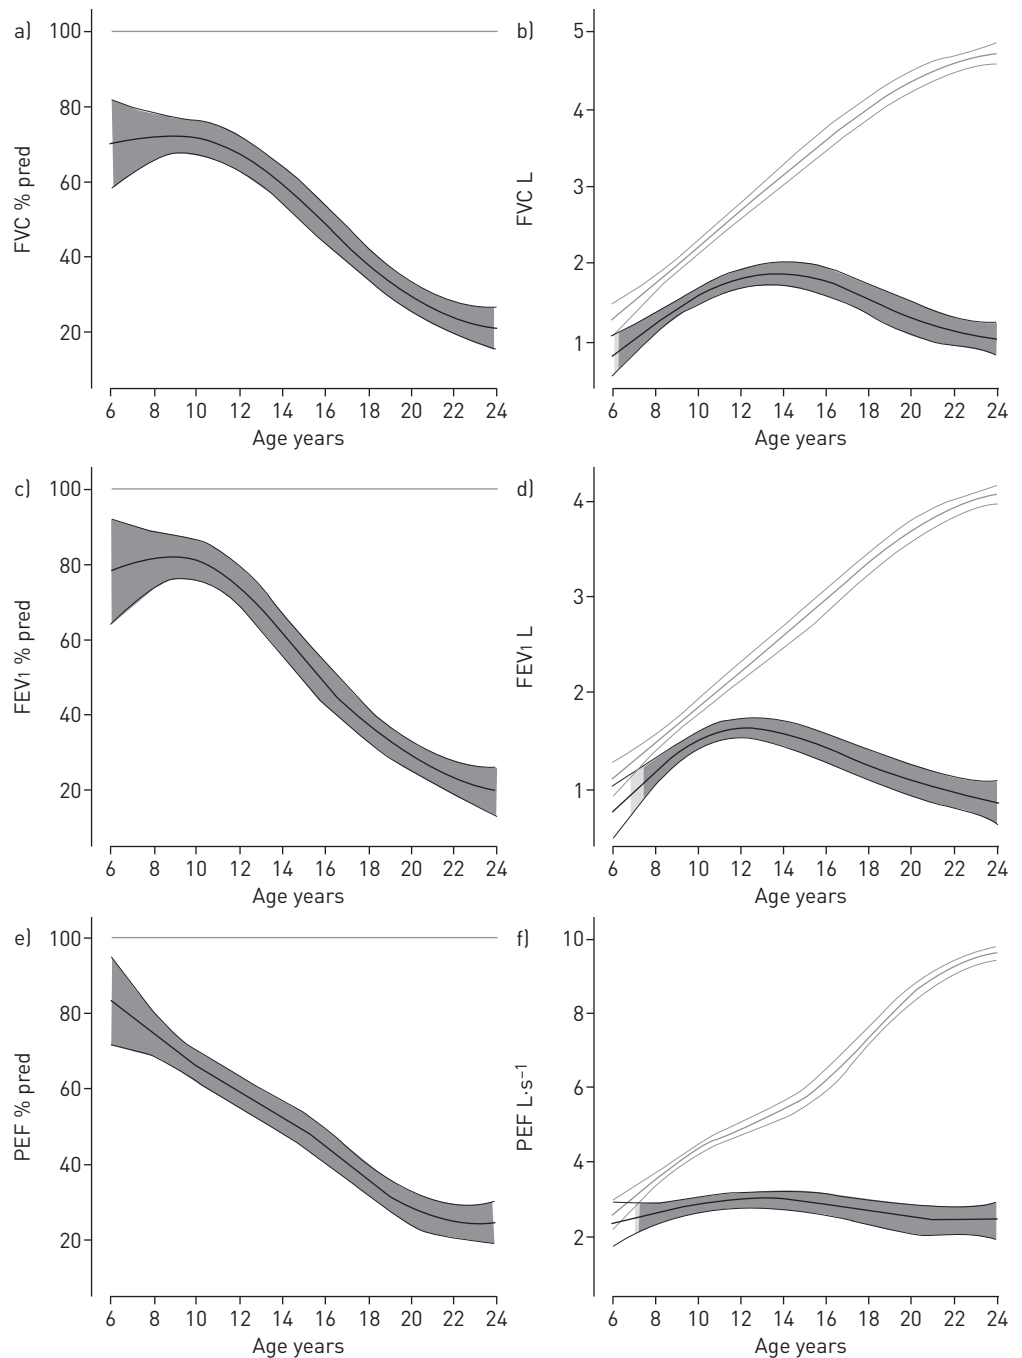 a)
100
80
60
40
20
FVC % pred
6 8 10 12 14 16 18 20 22 24
Age years
b)
5
4
3
2
1
FVC L
6 8 10 12 14 16 18 20 22 24
Age years
c)
100
80
60
40
20
FEV1 % pred
6 8 10 12 14 16 18 20 22 24
Age years
d)
4
3
2
1
FEV1 L
6 8 10 12 14 16 18 20 22 24
Age years
e)
100
80
60
40
20
PEF % pred
6 8 10 12 14 16 18 20 22 24
Age years
f)
10
8
6
4
2
PEF L·s⁻¹
6 8 10 12 14 16 18 20 22 24
Age years